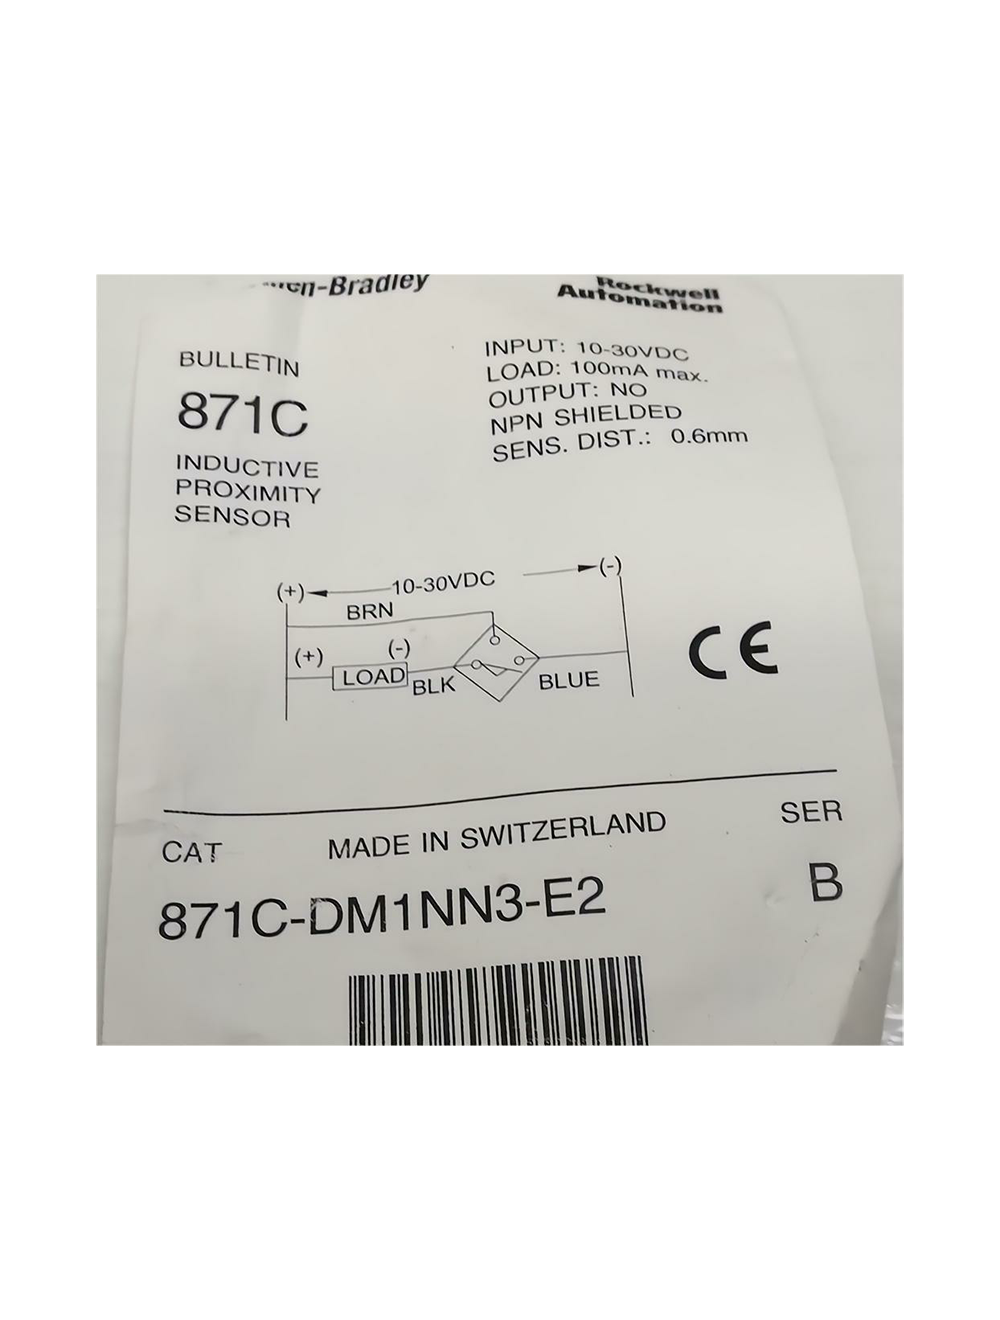 -Bradley
Rockwell
Automation
BULLETIN
871C
INDUCTIVE
PROXIMITY
SENSOR
INPUT: 10-30VDC
LOAD: 100mA max.
OUTPUT: NO
NPN SHIELDED
SENS. DIST.: 0.6mm
(+) 10-30VDC (-)
BRN
(+) (-)
LOAD BLK BLUE
CE
CAT MADE IN SWITZERLAND SER
871C-DM1NN3-E2 B